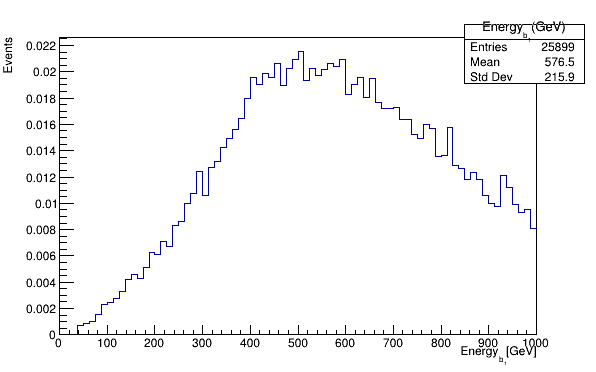 Energy_b_1 (GeV)
Entries 25899
Mean 576.5
Std Dev 215.9
Events
0.022
0.02
0.018
0.016
0.014
0.012
0.01
0.008
0.006
0.004
0.002
0
0 100 200 300 400 500 600 700 800 900 1000
Energy_b_1 [GeV]